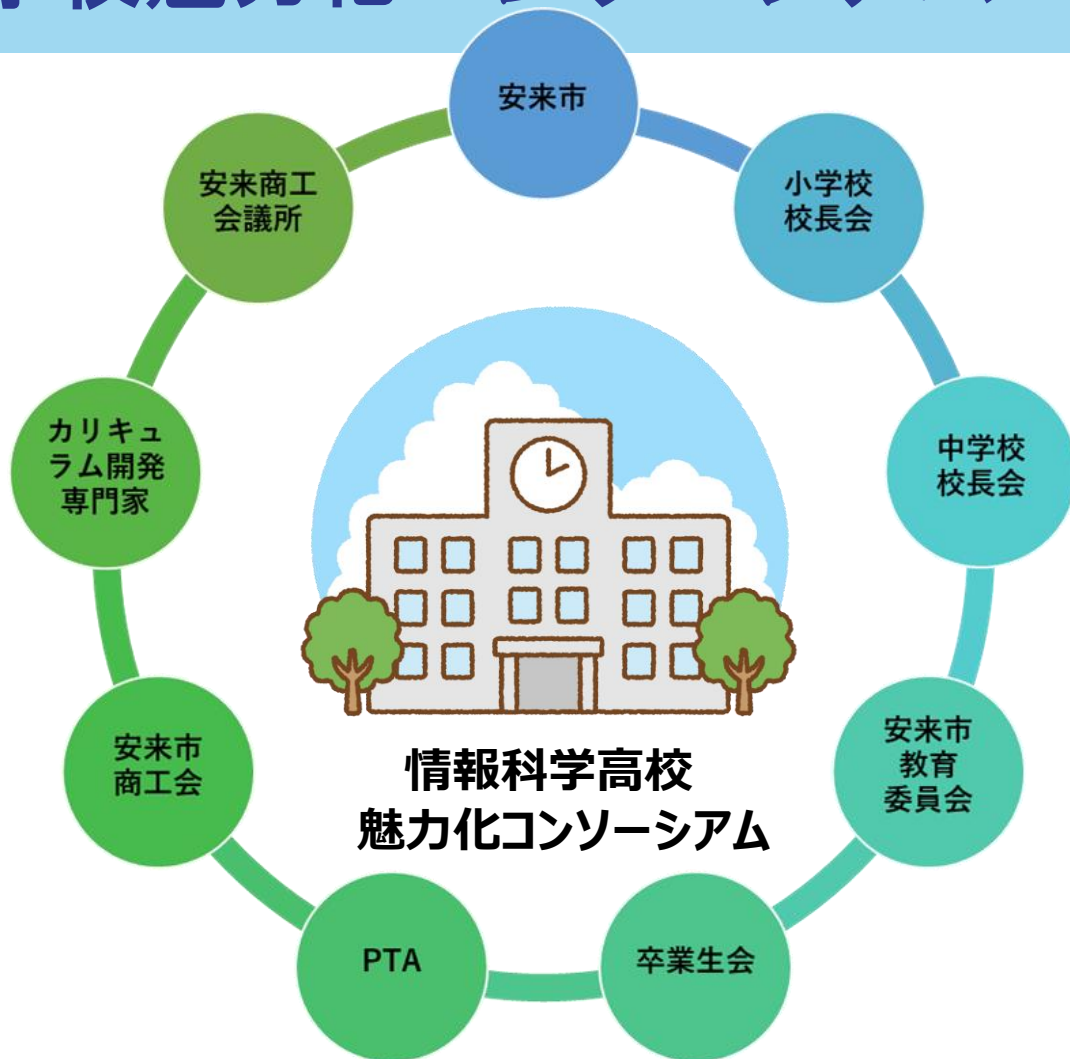 安来市
小学校
校長会
中学校
校長会
安来市
教育
委員会
卒業生会
PTA
安来市
商工会
カリキュ
ラム開発
専門家
安来商工
会議所
情報科学高校
魅力化コンソーシアム